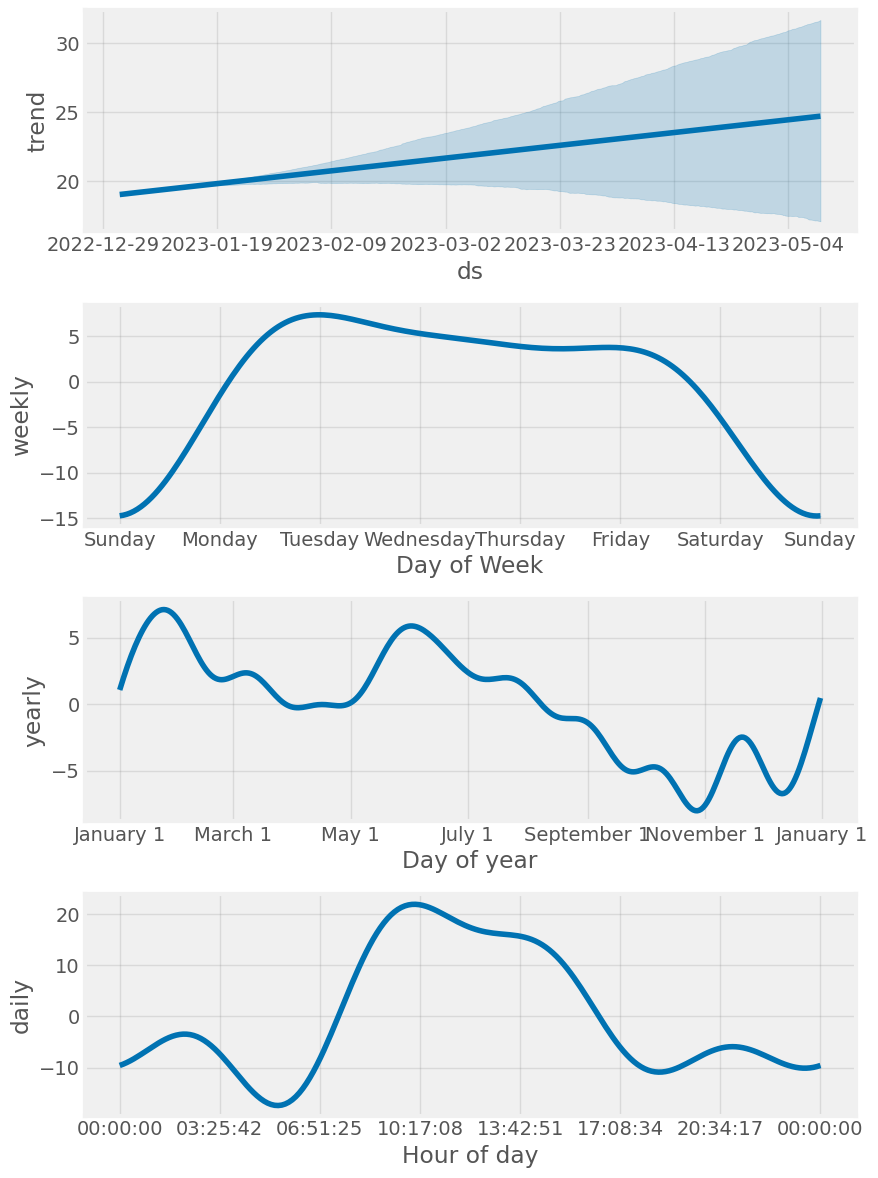 30
25
20
trend
2022-12-29 2023-01-19 2023-02-09 2023-03-02 2023-03-23 2023-04-13 2023-05-04
ds
5
0
−5
−10
−15
weekly
Sunday Monday Tuesday Wednesday Thursday Friday Saturday Sunday
Day of Week
5
0
−5
yearly
January 1 March 1 May 1 July 1 September 1 November 1 January 1
Day of year
20
10
0
−10
daily
00:00:00 03:25:42 06:51:25 10:17:08 13:42:51 17:08:34 20:34:17 00:00:00
Hour of day